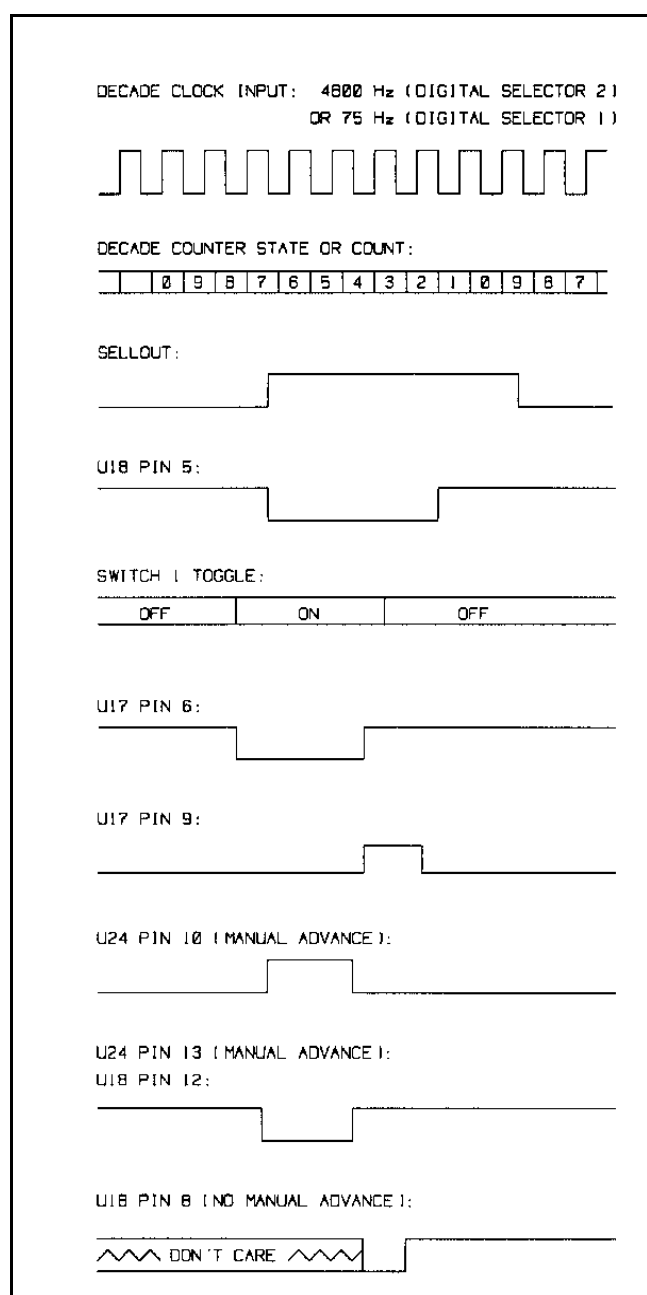 DECADE CLOCK INPUT: 4800 Hz (DIGITAL SELECTOR 2)
OR 75 Hz (DIGITAL SELECTOR 1)
DECADE COUNTER STATE OR COUNT:
0 9 8 7 6 5 4 3 2 1 0 9 8 7
SELLOUT:
U18 PIN 5:
SWITCH 1 TOGGLE:
OFF ON OFF
U17 PIN 6:
U17 PIN 9:
U24 PIN 10 (MANUAL ADVANCE):
U24 PIN 13 (MANUAL ADVANCE):
U18 PIN 12:
U18 PIN 8 (NO MANUAL ADVANCE):
DON'T CARE